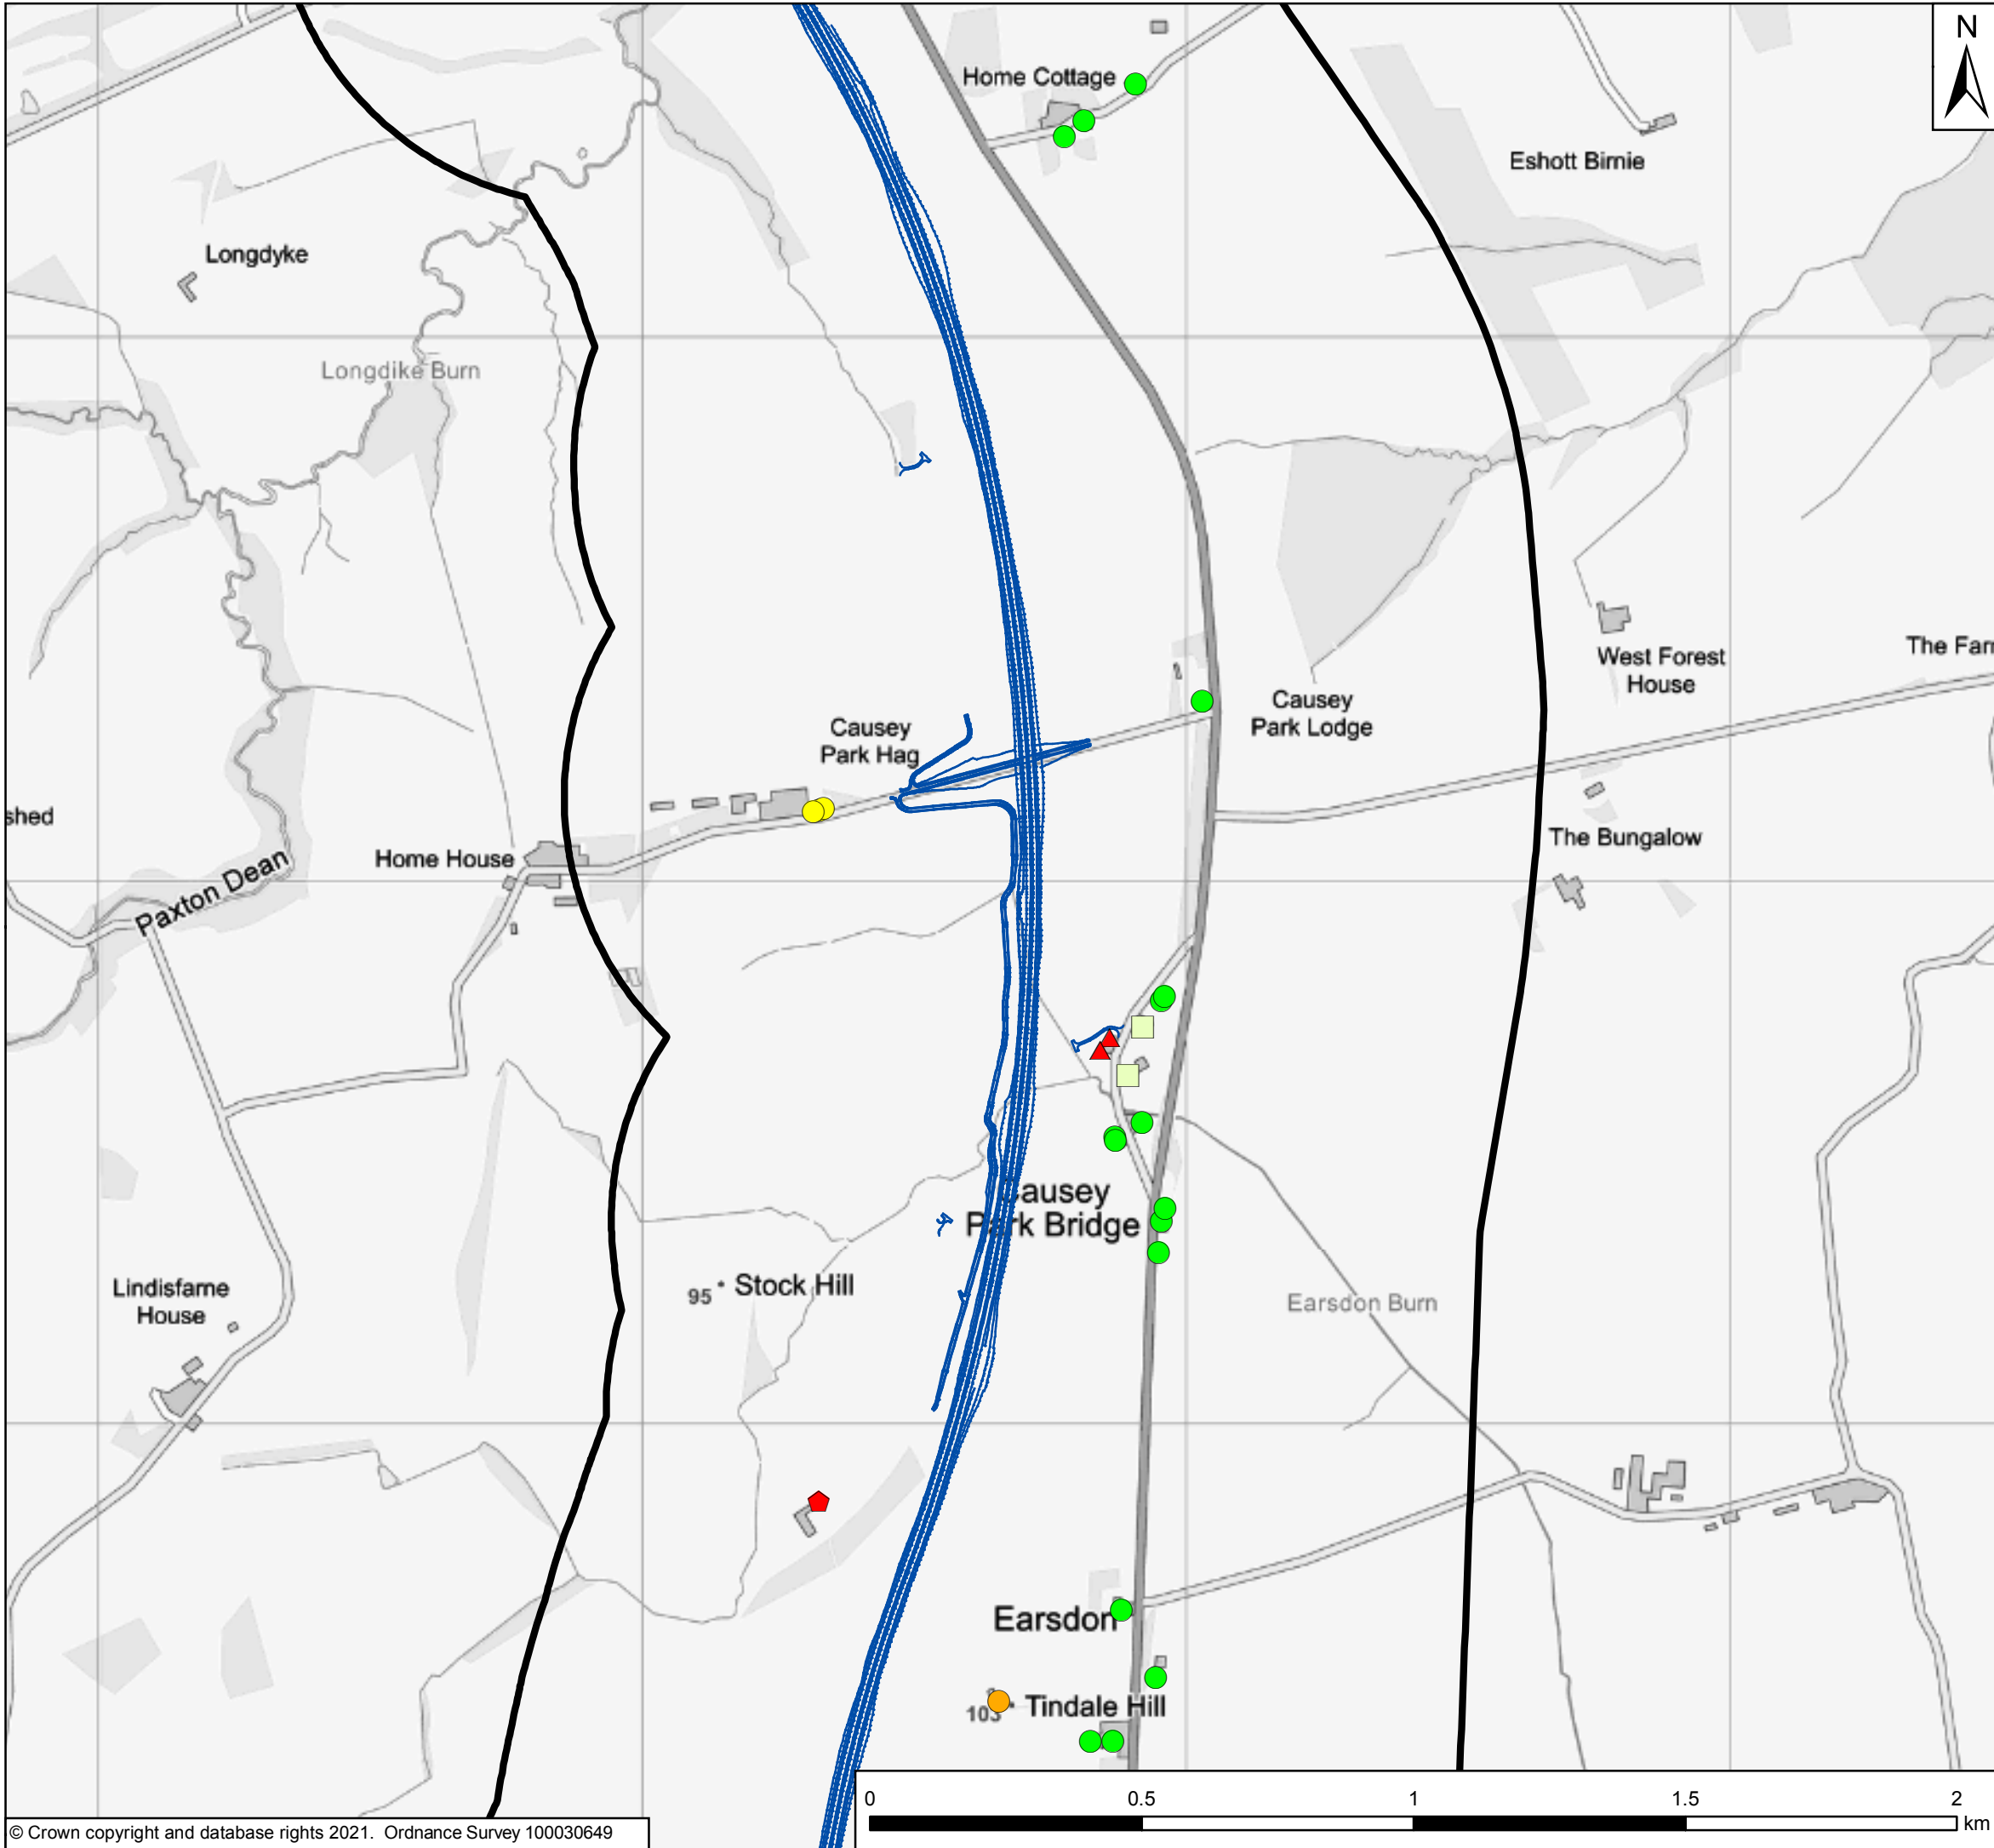 N
Home Cottage
Eshott Birnie
Longdyke
Longdike Burn
West Forest
House
The Farm
Causey
Park Lodge
Causey
Park Hag
shed
The Bungalow
Home House
Paxton Dean
Causey
Park Bridge
95 Stock Hill
Lindisfarne
House
Earsdon Burn
Earsdon
103 Tindale Hill
0 0.5 1 1.5 2
km
© Crown copyright and database rights 2021. Ordnance Survey 100030649